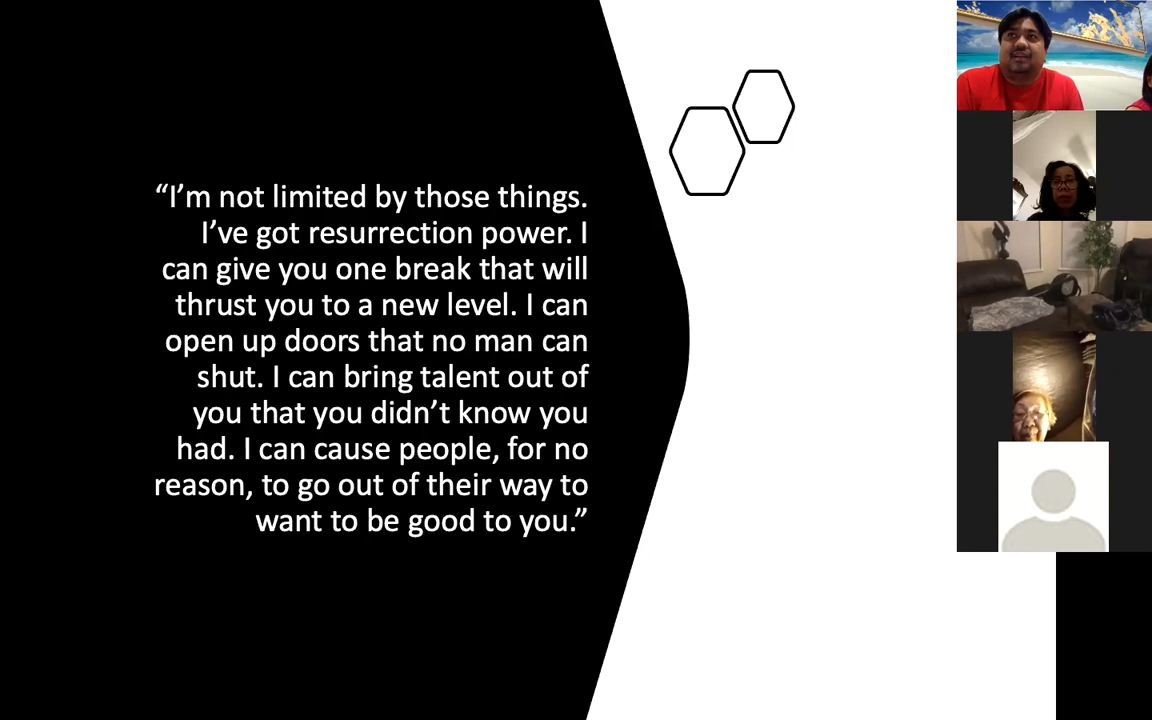 “I’m not limited by those things.
I’ve got resurrection power. I
can give you one break that will
thrust you to a new level. I can
open up doors that no man can
shut. I can bring talent out of
you that you didn’t know you
had. I can cause people, for no
reason, to go out of their way to
want to be good to you.”